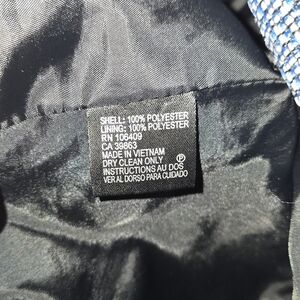 SHELL: 100% POLYESTER
LINING: 100% POLYESTER
RN 106409
CA 39863
MADE IN VIETNAM
DRY CLEAN ONLY Ⓟ
INSTRUCTIONS AU DOS
VER AL DORSO PARA CUIDADO